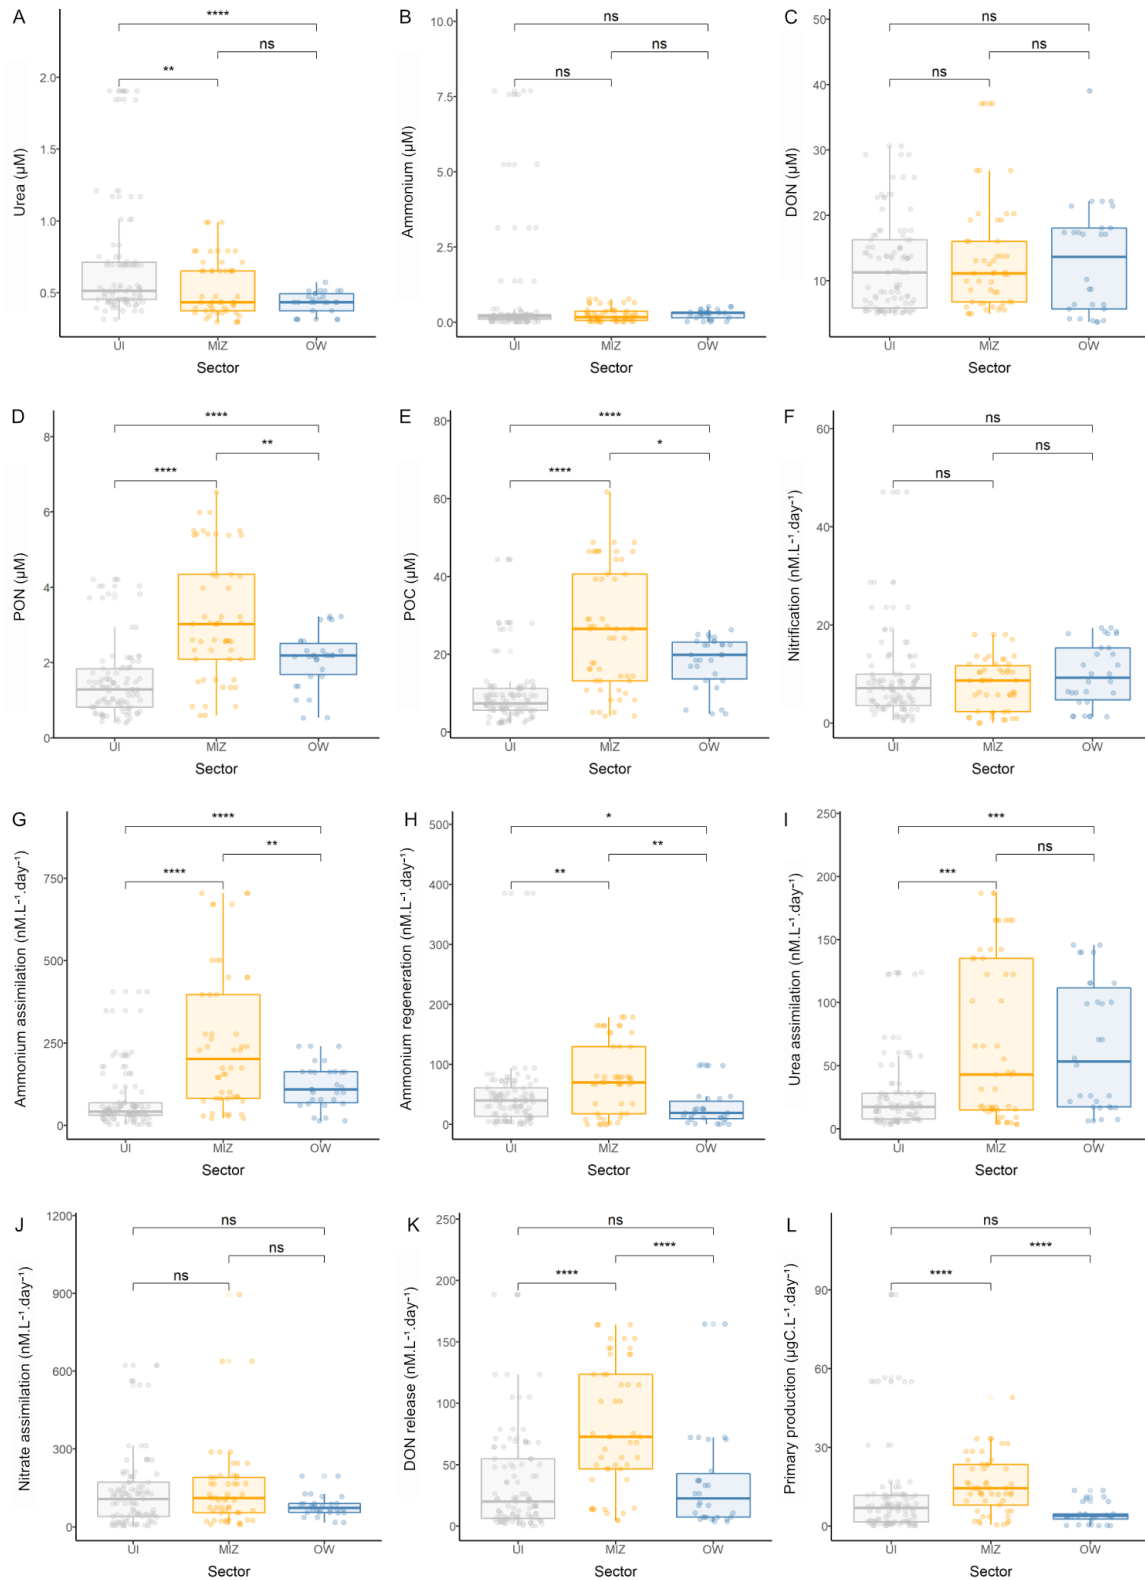 A
****
ns
**
Urea (µM)
2.0
1.5
1.0
0.5
UI
MIZ
OW
Sector
B
ns
ns
ns
Ammonium (µM)
10.0
7.5
5.0
2.5
0.0
UI
MIZ
OW
Sector
C
ns
ns
ns
DON (µM)
50
40
30
20
10
UI
MIZ
OW
Sector
D
****
**
****
PON (µM)
8
6
4
2
0
UI
MIZ
OW
Sector
E
****
*
****
POC (µM)
80
60
40
20
0
UI
MIZ
OW
Sector
F
ns
ns
ns
Nitrification (nM.L⁻¹.day⁻¹)
60
40
20
0
UI
MIZ
OW
Sector
G
****
**
****
Ammonium assimilation (nM.L⁻¹.day⁻¹)
750
500
250
0
UI
MIZ
OW
Sector
H
*
**
**
Ammonium regeneration (nM.L⁻¹.day⁻¹)
500
400
300
200
100
0
UI
MIZ
OW
Sector
I
***
ns
***
Urea assimilation (nM.L⁻¹.day⁻¹)
250
200
150
100
50
0
UI
MIZ
OW
Sector
J
ns
ns
ns
Nitrate assimilation (nM.L⁻¹.day⁻¹)
1200
900
600
300
0
UI
MIZ
OW
Sector
K
ns
****
****
DON release (nM.L⁻¹.day⁻¹)
250
200
150
100
50
0
UI
MIZ
OW
Sector
L
ns
****
****
Primary production (µgC.L⁻¹.day⁻¹)
90
60
30
0
UI
MIZ
OW
Sector